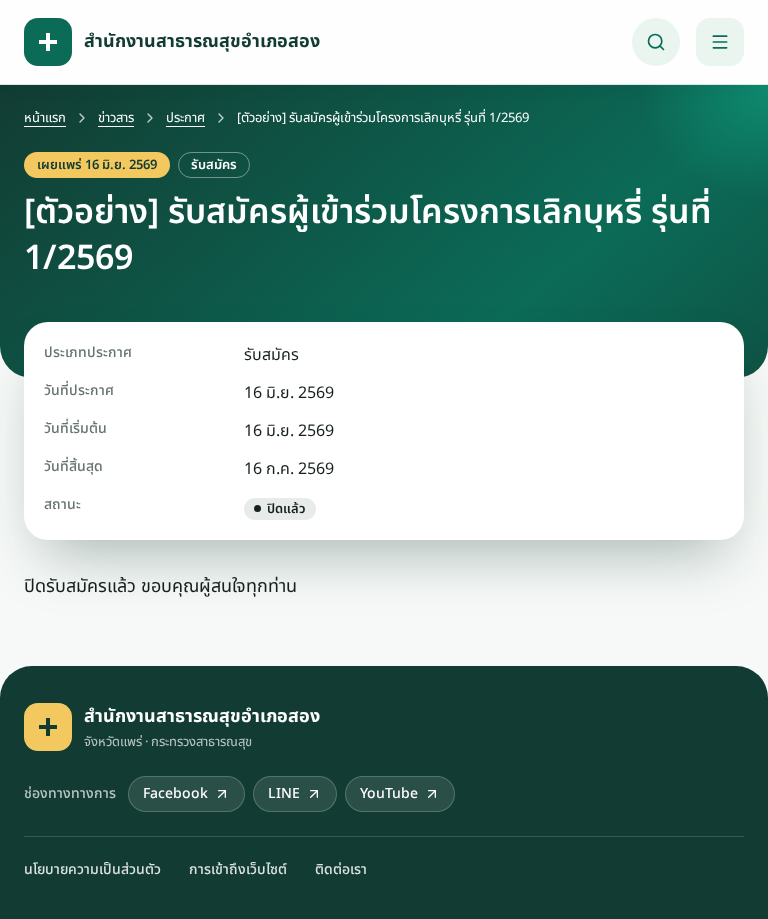 สำนักงานสาธารณสุขอำเภอสอง
หน้าแรก > ข่าวสาร > ประกาศ > [ตัวอย่าง] รับสมัครผู้เข้าร่วมโครงการเลิกบุหรี่ รุ่นที่ 1/2569
เผยแพร่ 16 มิ.ย. 2569 รับสมัคร
[ตัวอย่าง] รับสมัครผู้เข้าร่วมโครงการเลิกบุหรี่ รุ่นที่
1/2569
ประเภทประกาศ รับสมัคร
วันที่ประกาศ 16 มิ.ย. 2569
วันที่เริ่มต้น 16 มิ.ย. 2569
วันที่สิ้นสุด 16 ก.ค. 2569
สถานะ ปิดแล้ว
ปิดรับสมัครแล้ว ขอบคุณผู้สนใจทุกท่าน
สำนักงานสาธารณสุขอำเภอสอง
จังหวัดแพร่ · กระทรวงสาธารณสุข
ช่องทางทางการ Facebook LINE YouTube
นโยบายความเป็นส่วนตัว การเข้าถึงเว็บไซต์ ติดต่อเรา